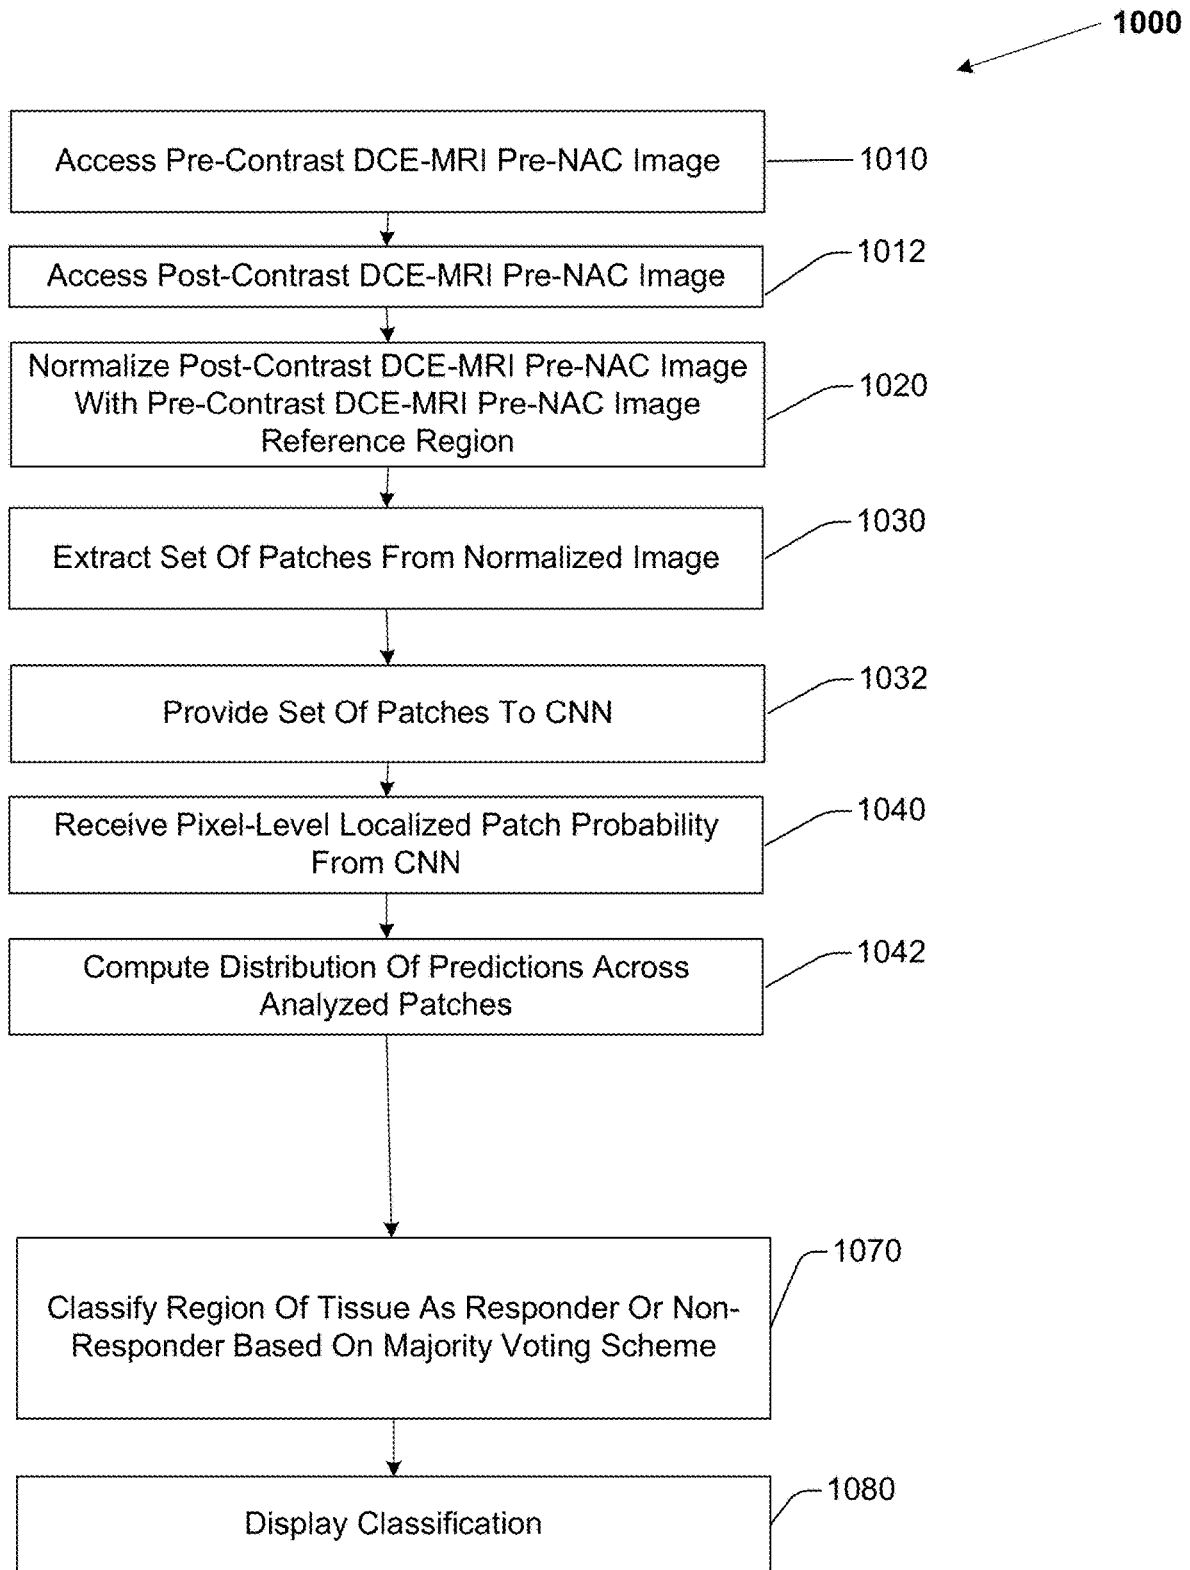 1000
Access Pre-Contrast DCE-MRI Pre-NAC Image
1010
Access Post-Contrast DCE-MRI Pre-NAC Image
1012
Normalize Post-Contrast DCE-MRI Pre-NAC Image
With Pre-Contrast DCE-MRI Pre-NAC Image
Reference Region
1020
Extract Set Of Patches From Normalized Image
1030
Provide Set Of Patches To CNN
1032
Receive Pixel-Level Localized Patch Probability
From CNN
1040
Compute Distribution Of Predictions Across
Analyzed Patches
1042
Classify Region Of Tissue As Responder Or Non-
Responder Based On Majority Voting Scheme
1070
Display Classification
1080